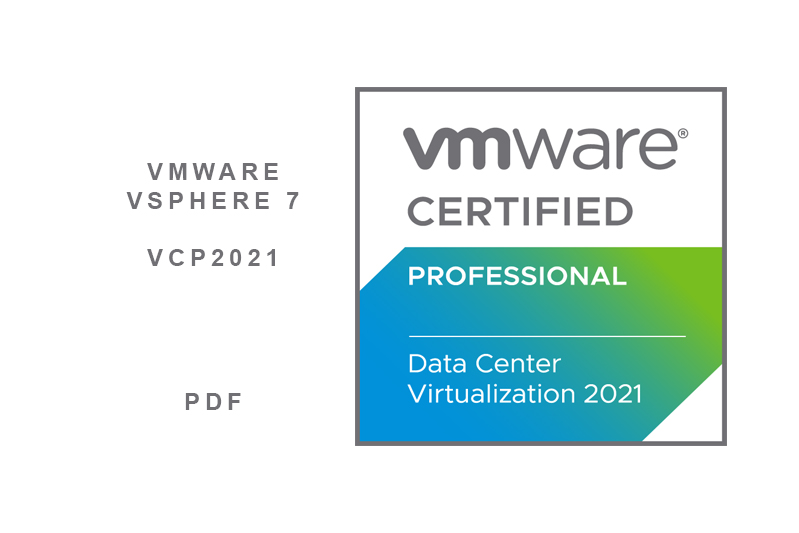 VMWARE
VSPHERE 7
VCP2021
PDF
vmware®
CERTIFIED
PROFESSIONAL
Data Center
Virtualization 2021